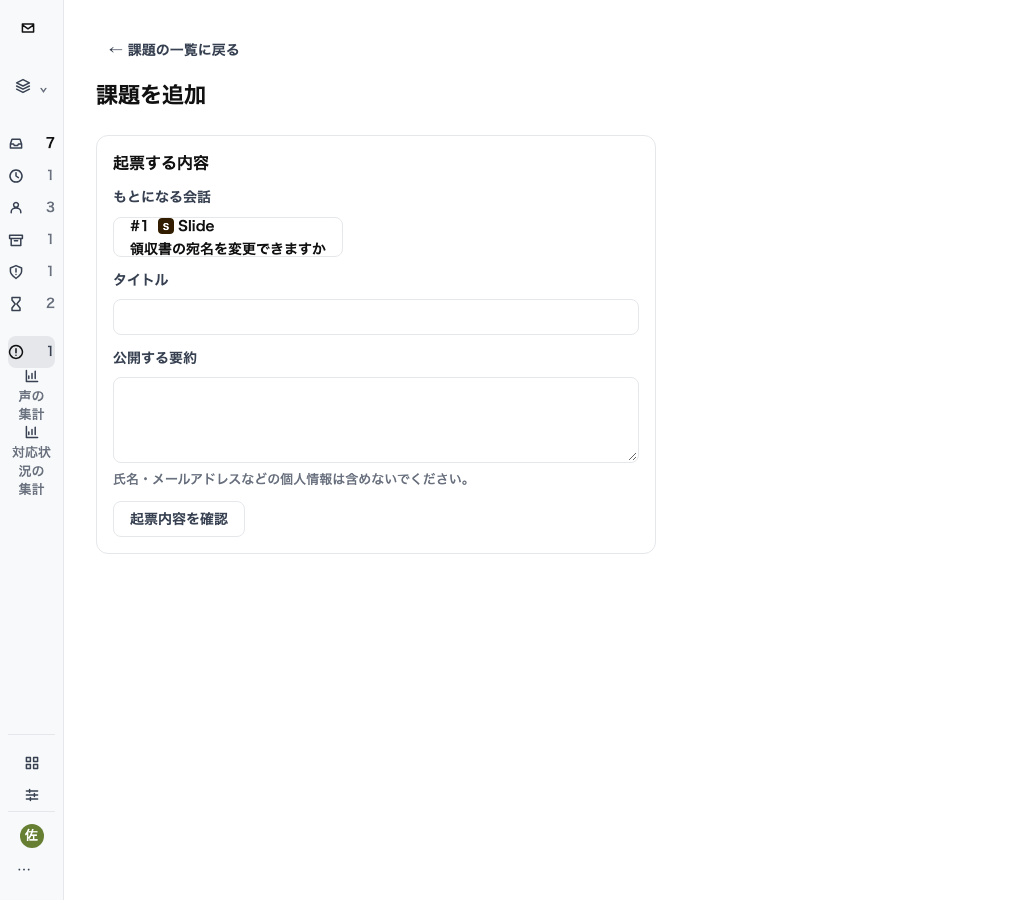 ← 課題の一覧に戻る
課題を追加
7
1
3
1
1
2
1
声の
集計
対応状
況の
集計
佐
…
起票する内容
もとになる会話
#1 S Slide
領収書の宛名を変更できますか
タイトル
公開する要約
氏名・メールアドレスなどの個人情報は含めないでください。
起票内容を確認